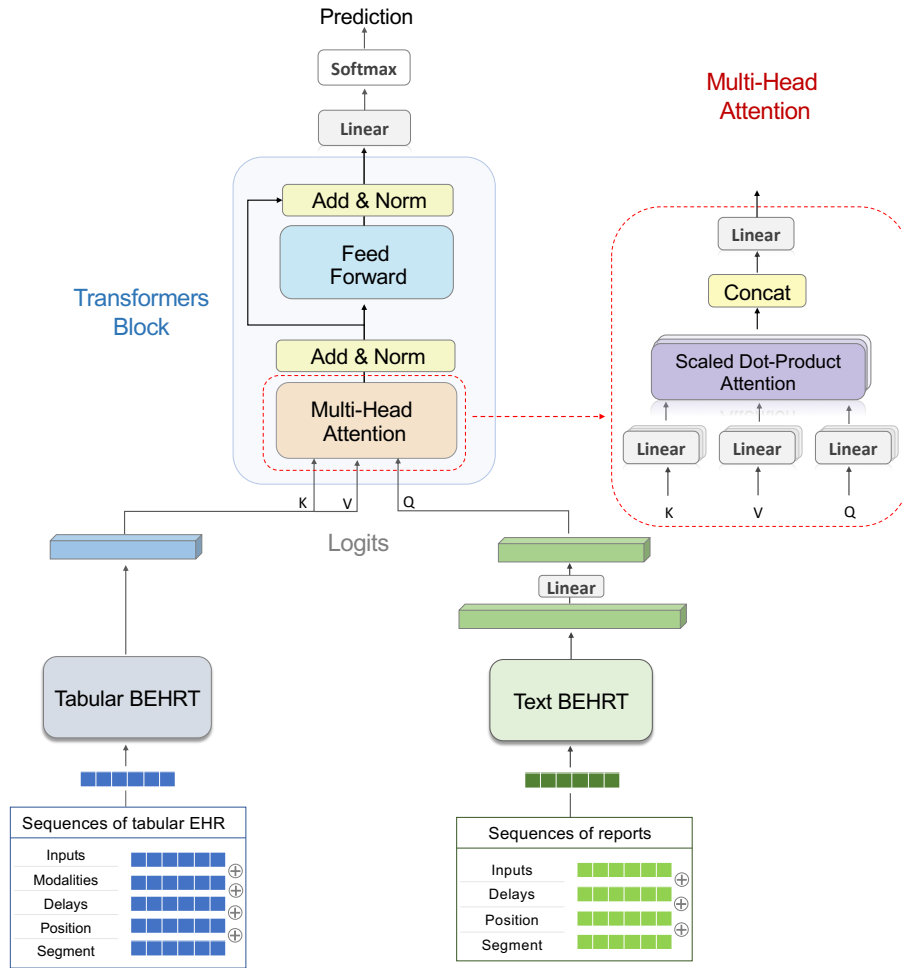 Prediction
Softmax
Linear
Add & Norm
Feed
Forward
Transformers
Block
Add & Norm
Multi-Head
Attention
K
V
Q
Logits
Multi-Head
Attention
Linear
Concat
Scaled Dot-Product
Attention
Linear
Linear
Linear
K
V
Q
Linear
Tabular BEHRT
Text BEHRT
Sequences of tabular EHR
Inputs
Modalities
Delays
Position
Segment
Sequences of reports
Inputs
Delays
Position
Segment